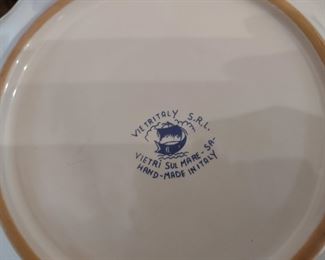 VIETRITALY S.R.L.
VIETRI SUL MARE - SA-
HAND-MADE IN ITALY